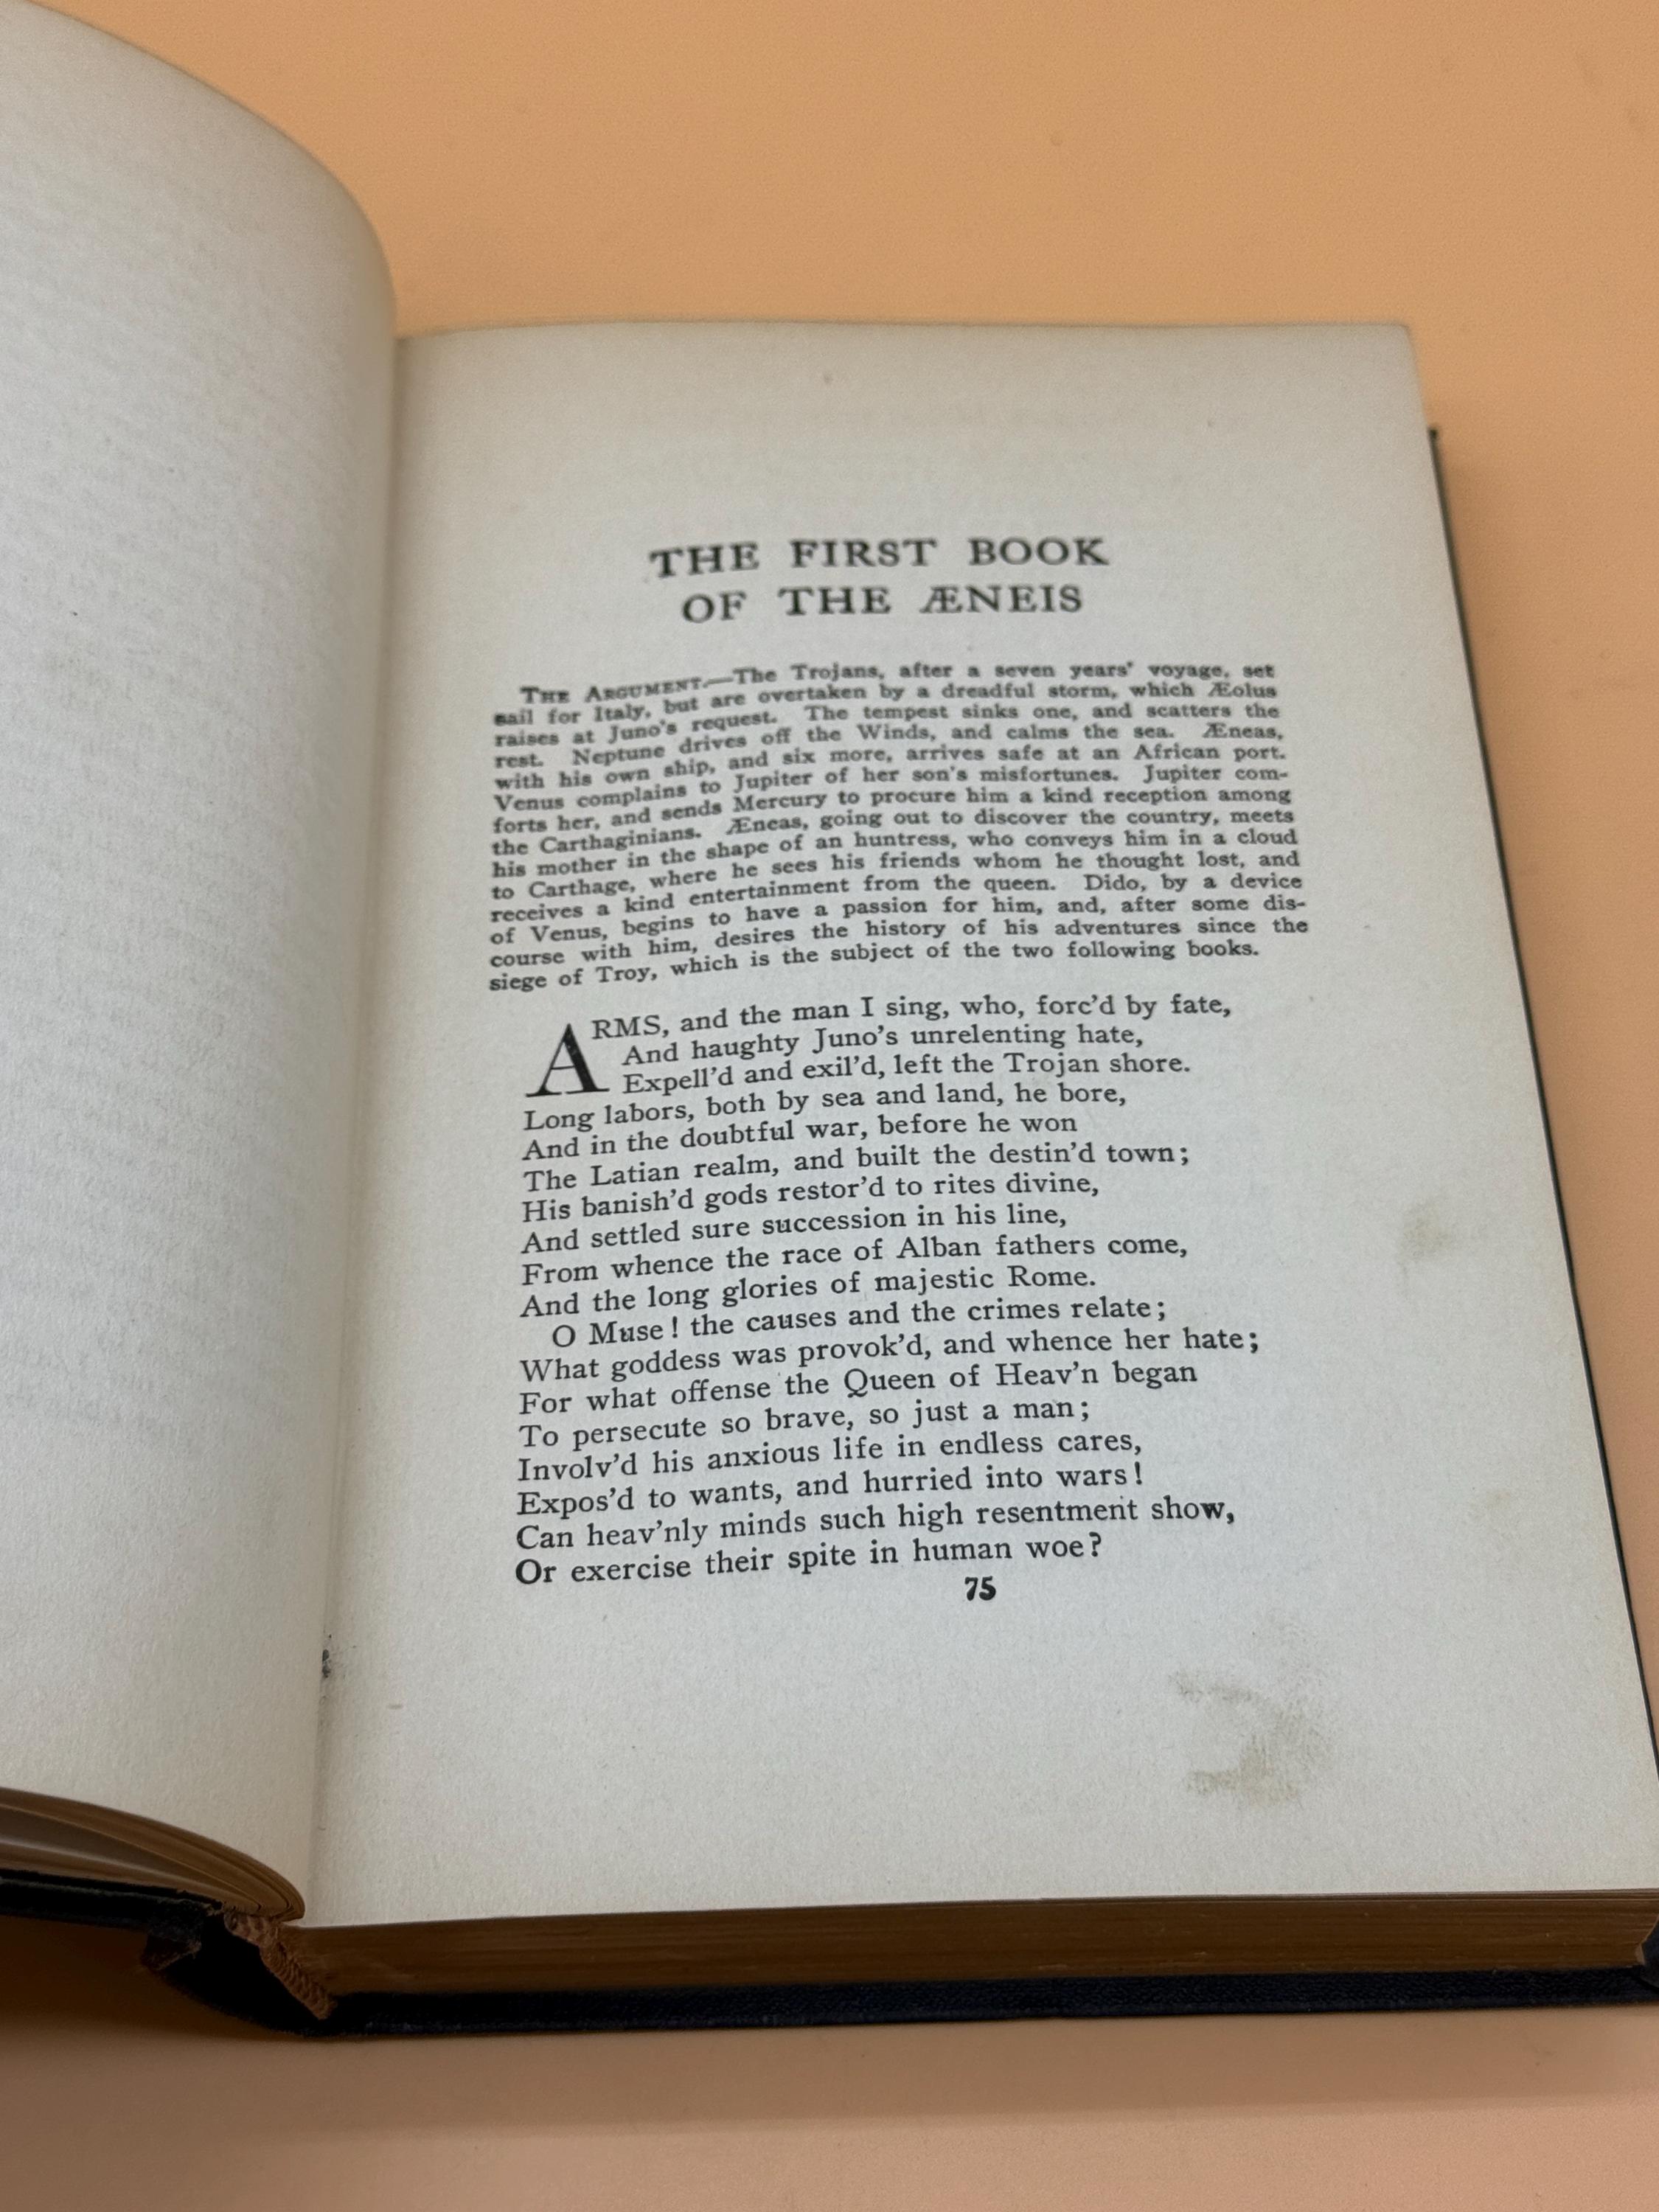 THE FIRST BOOK
OF THE ÆNEIS
THE ARGUMENT.—The Trojans, after a seven years' voyage, set
sail for Italy, but are overtaken by a dreadful storm, which Æolus
raises at Juno's request. The tempest sinks one, and scatters the
rest. Neptune drives off the Winds, and calms the sea. Æneas,
with his own ship, and six more, arrives safe at an African port.
Venus complains to Jupiter of her son's misfortunes. Jupiter com-
forts her, and sends Mercury to procure him a kind reception among
the Carthaginians. Æneas, going out to discover the country, meets
his mother in the shape of an huntress, who conveys him in a cloud
to Carthage, where he sees his friends whom he thought lost, and
receives a kind entertainment from the queen. Dido, by a device
of Venus, begins to have a passion for him, and, after some dis-
course with him, desires the history of his adventures since the
siege of Troy, which is the subject of the two following books.
ARMS, and the man I sing, who, forc'd by fate,
And haughty Juno's unrelenting hate,
Expell'd and exil'd, left the Trojan shore.
Long labors, both by sea and land, he bore,
And in the doubtful war, before he won
The Latian realm, and built the destin'd town;
His banish'd gods restor'd to rites divine,
And settled sure succession in his line,
From whence the race of Alban fathers come,
And the long glories of majestic Rome.
O Muse! the causes and the crimes relate;
What goddess was provok'd, and whence her hate;
For what offense the Queen of Heav'n began
To persecute so brave, so just a man;
Involv'd his anxious life in endless cares,
Expos'd to wants, and hurried into wars!
Can heav'nly minds such high resentment show,
Or exercise their spite in human woe?
75